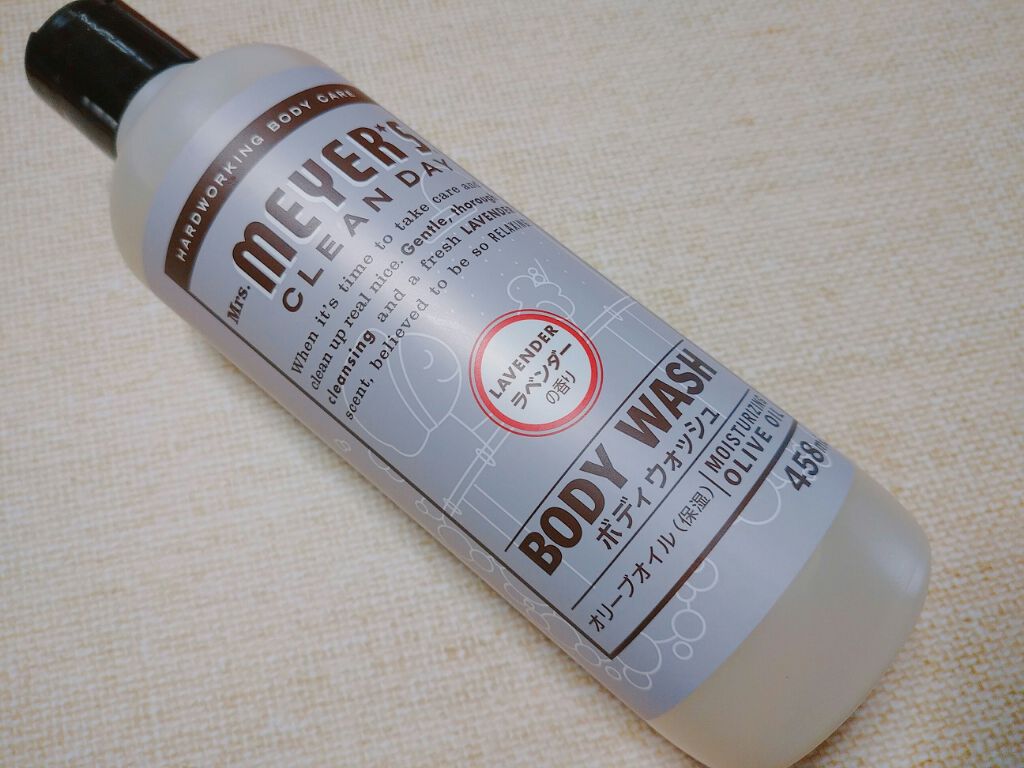 HARDWORKING BODY CARE
Mrs.
MEYER'S
CLEAN DAY
When it's time to take care and
clean up real nice. Gentle, thorough
cleansing and a fresh LAVENDER
scent, believed to be so RELAXING
LAVENDER
ラベンダー
の香り
BODY WASH
ボディウォッシュ
オリーブオイル(保湿)
MOISTURIZING
OLIVE OIL
458m